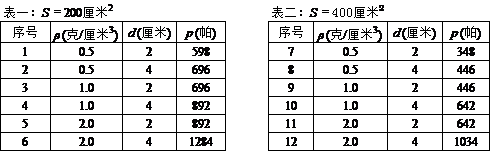 表一：S＝200厘米2
序号 ρ(克/厘米3) d(厘米) p(帕)
1 0.5 2 598
2 0.5 4 696
3 1.0 2 696
4 1.0 4 892
5 2.0 2 892
6 2.0 4 1284
表二：S＝400厘米2
序号 ρ(克/厘米3) d(厘米) p(帕)
7 0.5 2 348
8 0.5 4 446
9 1.0 2 446
10 1.0 4 642
11 2.0 2 642
12 2.0 4 1034